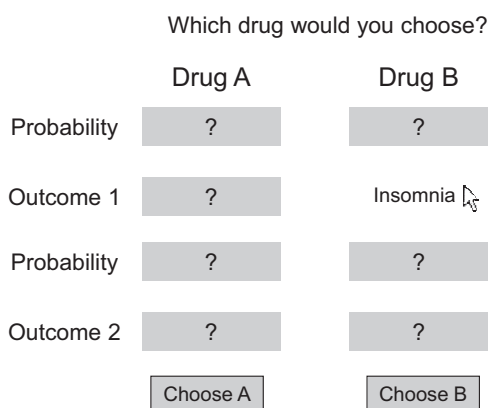 Which drug would you choose?
Drug A Drug B
Probability ? ?
Outcome 1 ? Insomnia
Probability ? ?
Outcome 2 ? ?
Choose A Choose B